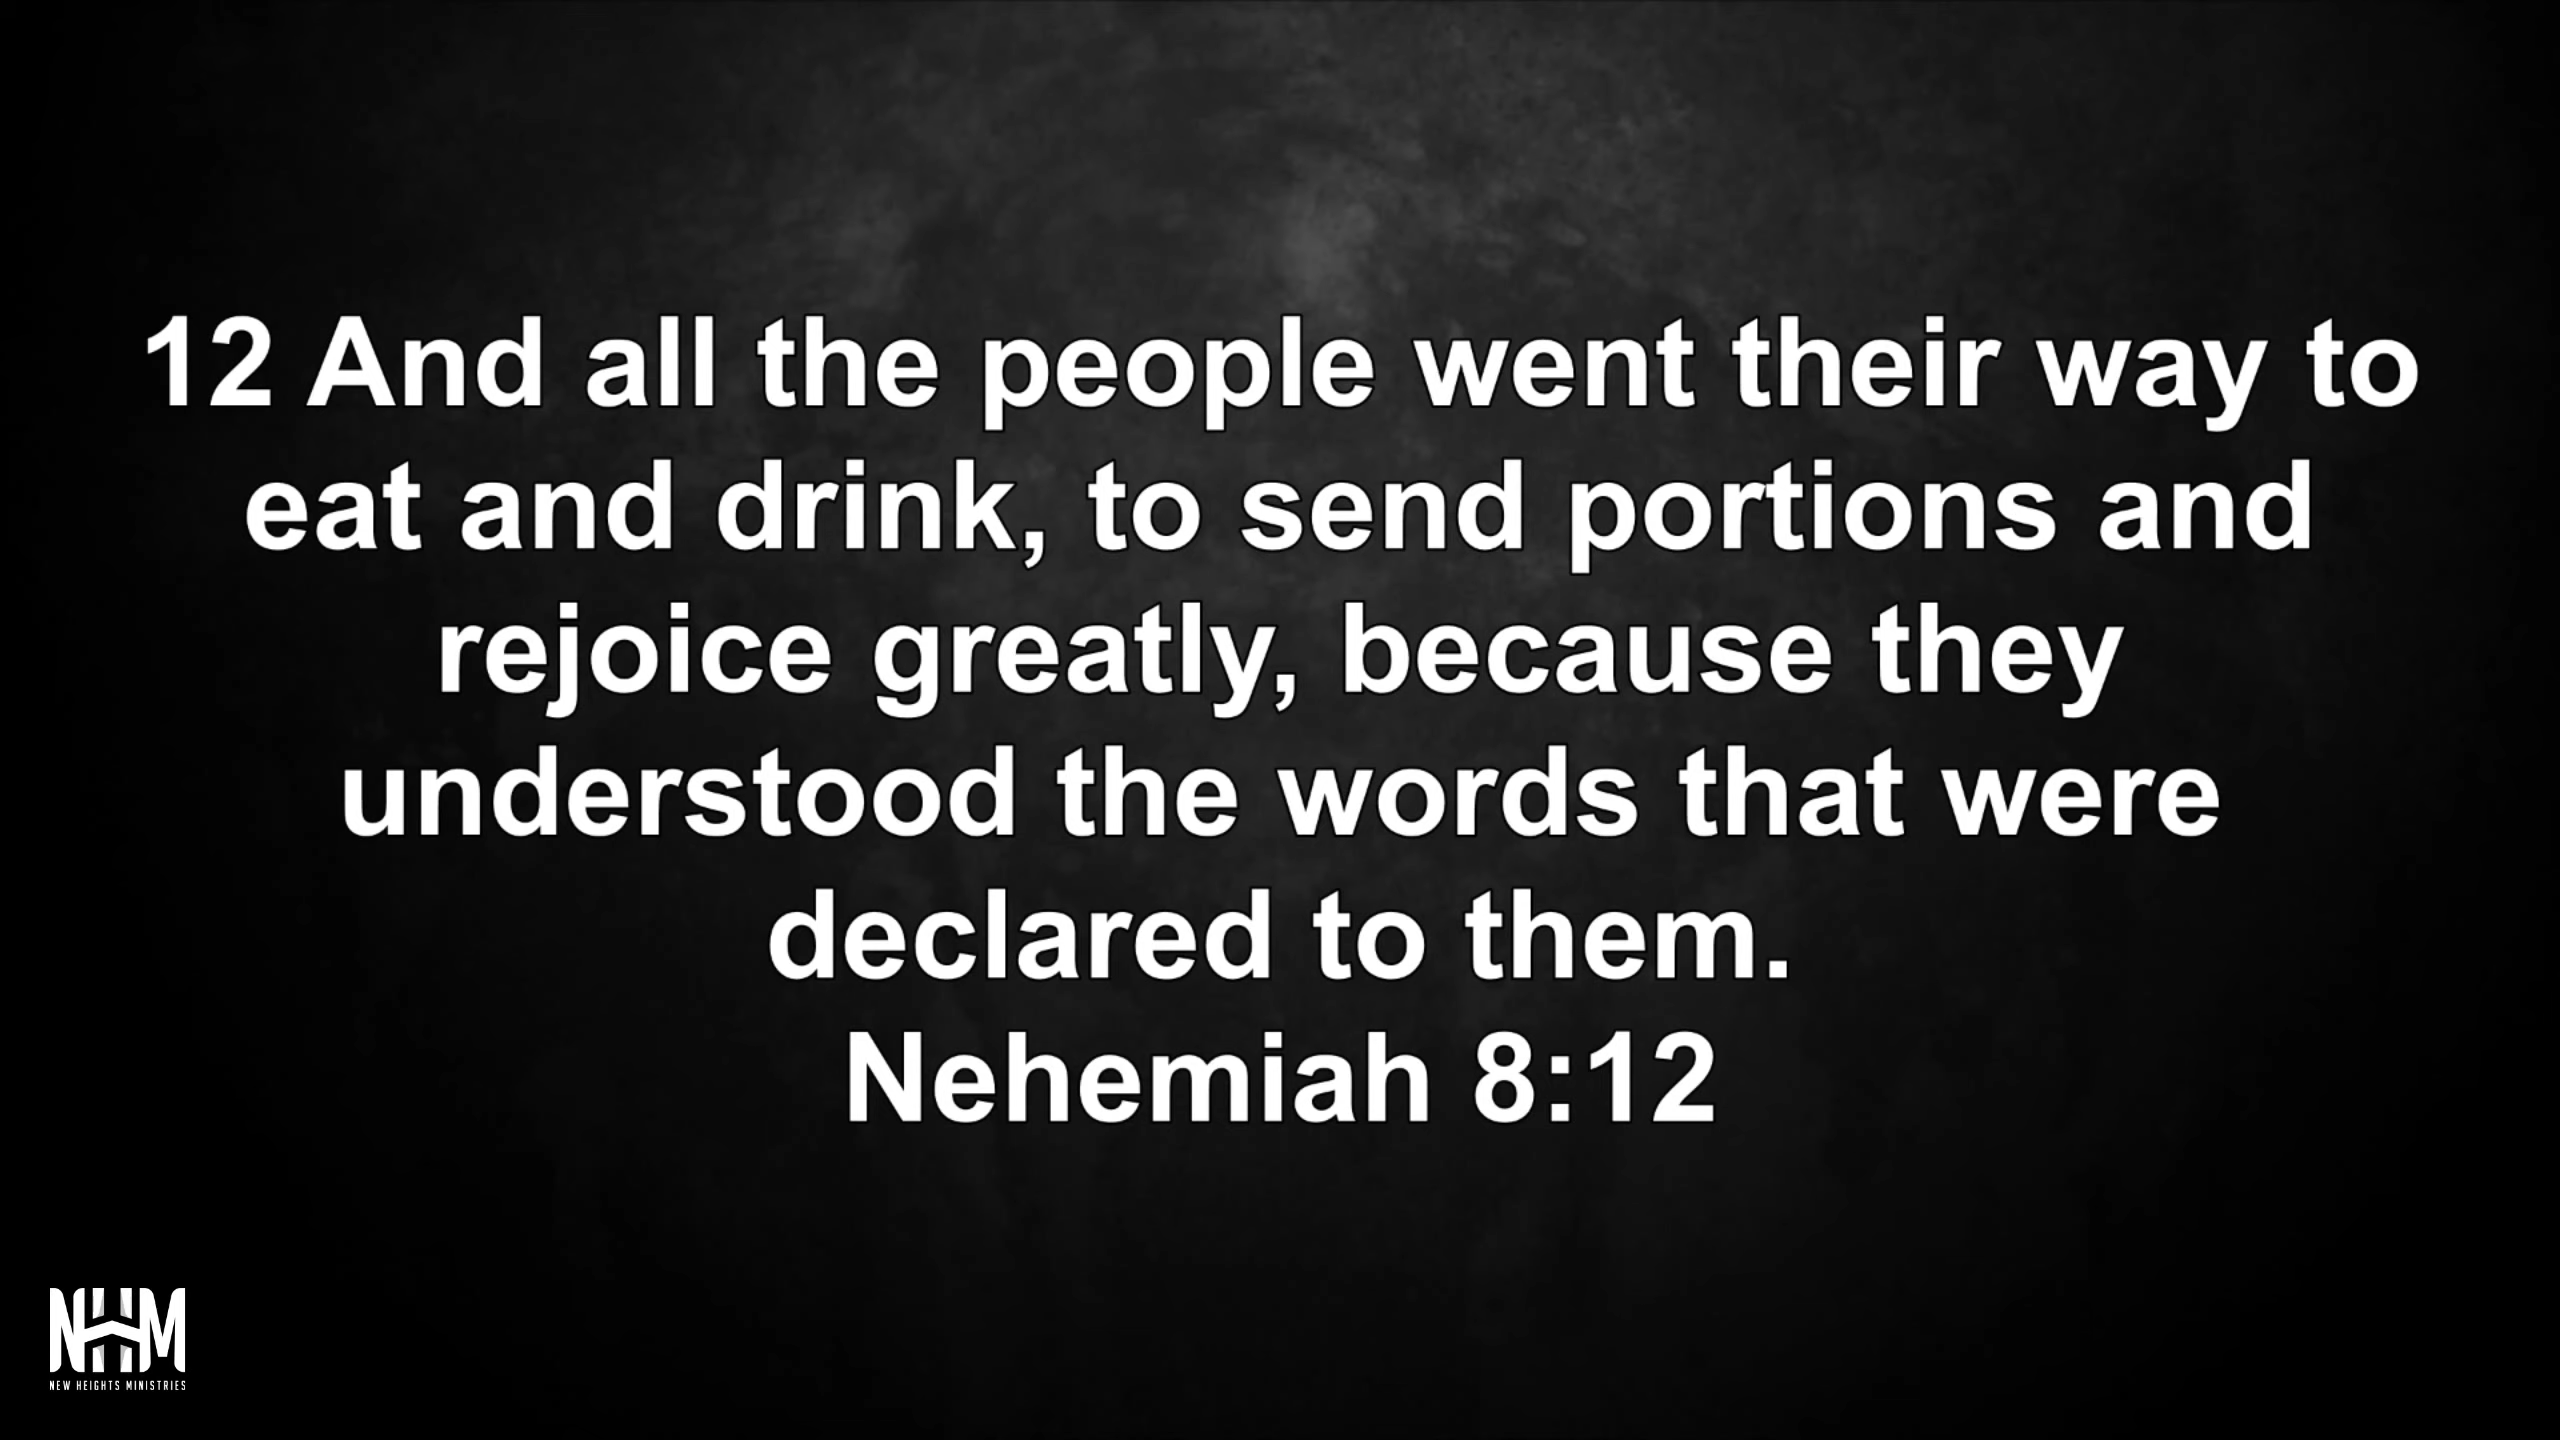 12 And all the people went their way to
eat and drink, to send portions and
rejoice greatly, because they
understood the words that were
declared to them.
Nehemiah 8:12
NHM
NEW HEIGHTS MINISTRIES